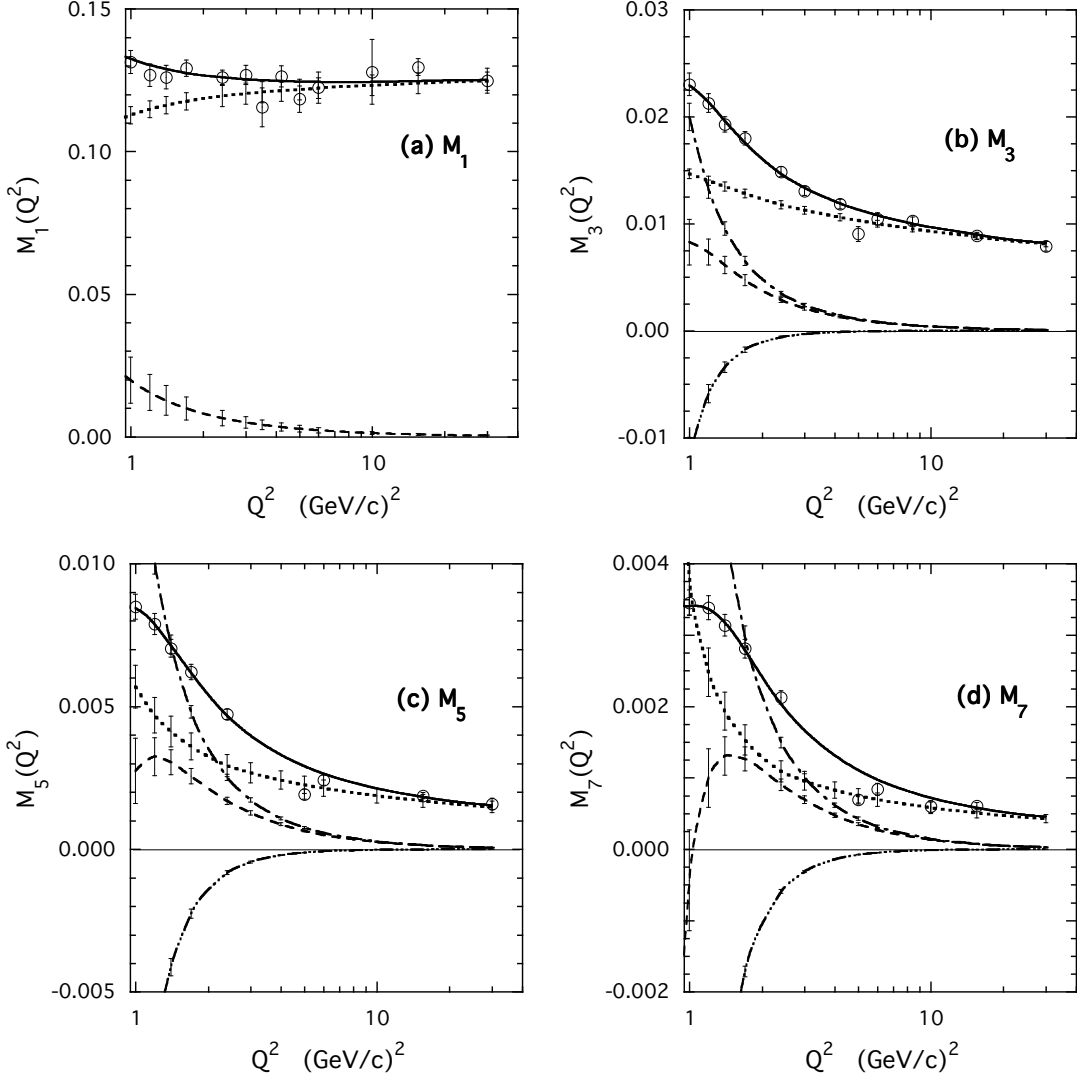 0.15
0.10
0.05
0.00
M1(Q²)
(a) M1
1
10
Q² (GeV/c)²
0.03
0.02
0.01
0.00
-0.01
M3(Q²)
(b) M3
1
10
Q² (GeV/c)²
0.010
0.005
0.000
-0.005
M5(Q²)
(c) M5
1
10
Q² (GeV/c)²
0.004
0.002
0.000
-0.002
M7(Q²)
(d) M7
1
10
Q² (GeV/c)²